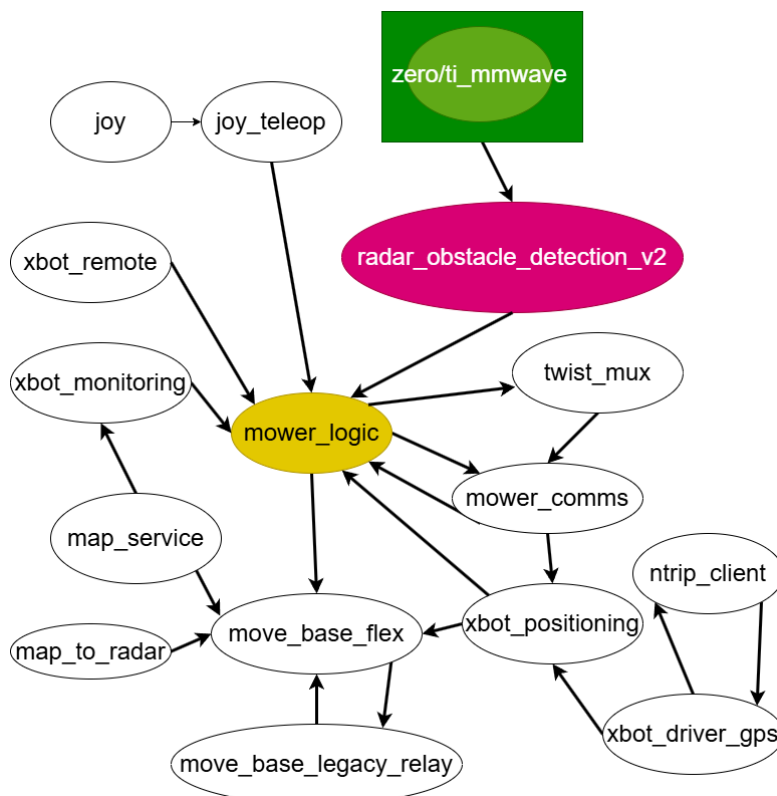 zero/ti_mmwave
joy
joy_teleop
radar_obstacle_detection_v2
xbot_remote
xbot_monitoring
twist_mux
mower_logic
mower_comms
map_service
ntrip_client
map_to_radar
move_base_flex
xbot_positioning
xbot_driver_gps
move_base_legacy_relay